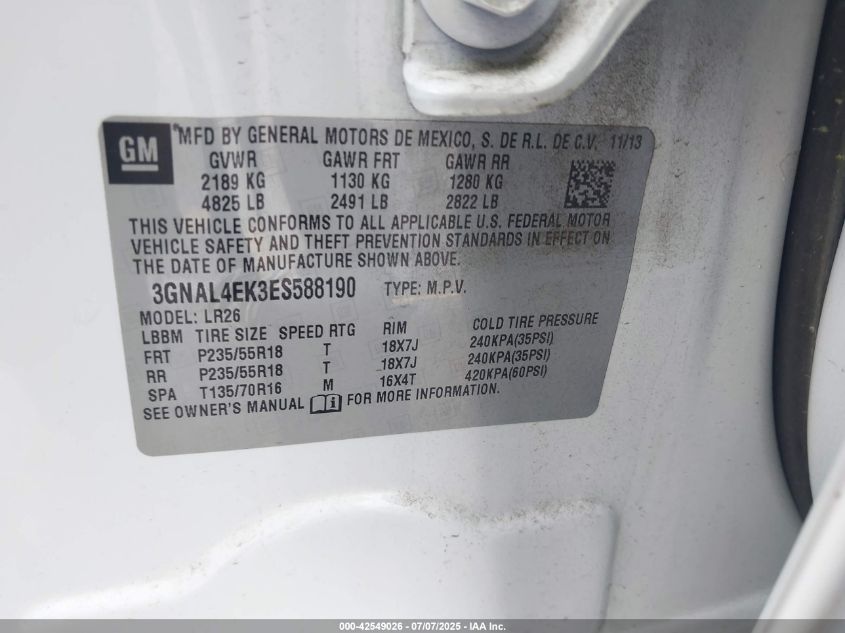 GM
MFD BY GENERAL MOTORS DE MEXICO, S. DE R.L. DE C.V. 11/13
GVWR GAWR FRT GAWR RR
2189 KG 1130 KG 1280 KG
4825 LB 2491 LB 2822 LB
THIS VEHICLE CONFORMS TO ALL APPLICABLE U.S. FEDERAL MOTOR
VEHICLE SAFETY AND THEFT PREVENTION STANDARDS IN EFFECT ON
THE DATE OF MANUFACTURE SHOWN ABOVE.
3GNAL4EK3ES588190 TYPE: M.P.V.
MODEL: LR26
LBBM TIRE SIZE SPEED RTG RIM COLD TIRE PRESSURE
FRT P235/55R18 T 18X7J 240KPA(35PSI)
RR P235/55R18 T 18X7J 240KPA(35PSI)
SPA T135/70R16 M 16X4T 420KPA(60PSI)
SEE OWNER'S MANUAL FOR MORE INFORMATION.
000-42549026 - 07/07/2025 - IAA Inc.